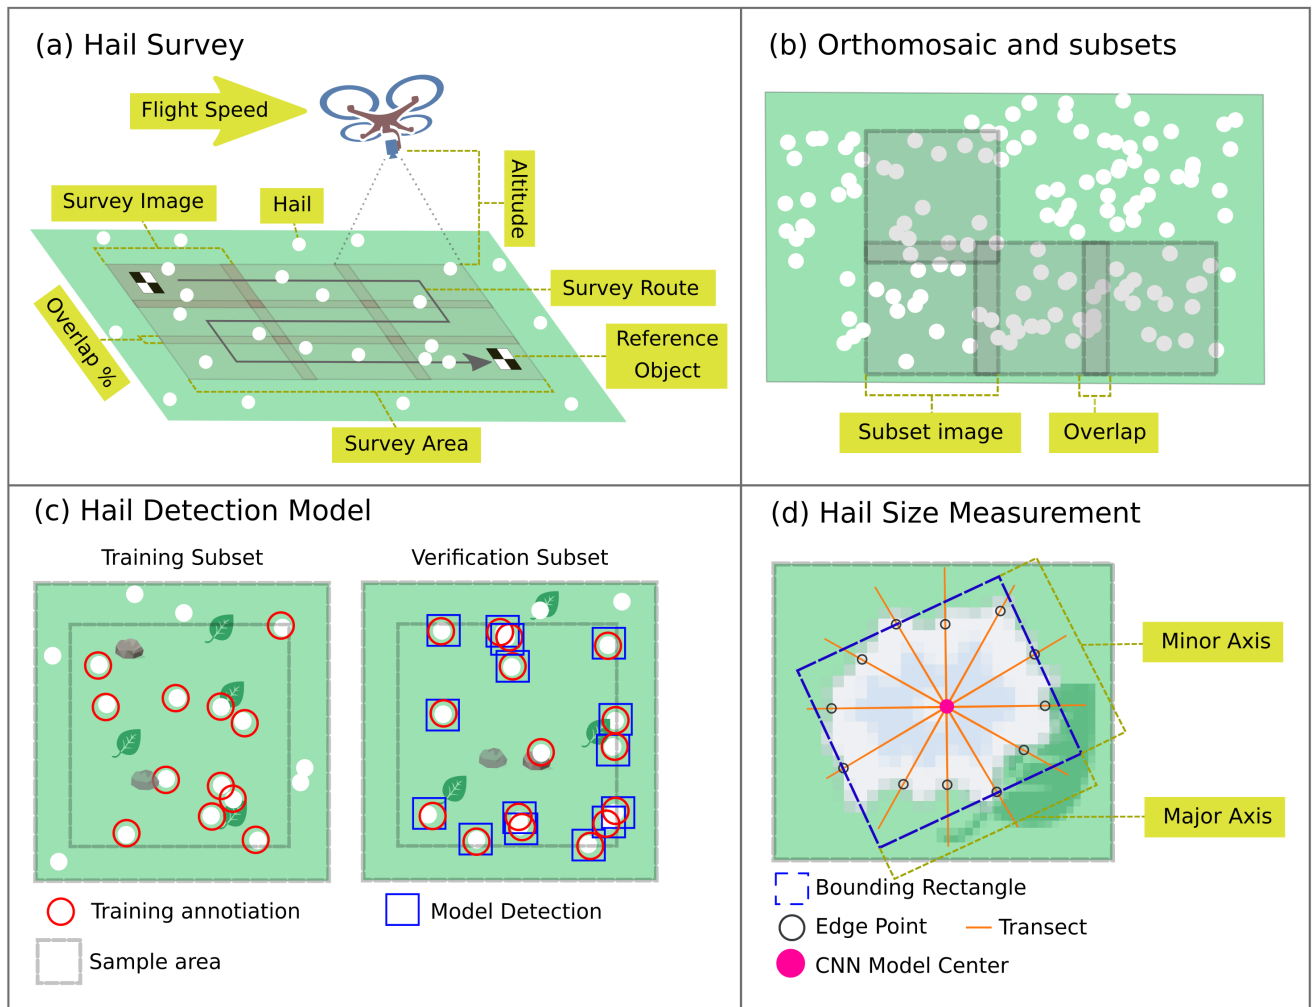 (a) Hail Survey
Flight Speed
Survey Image
Hail
Altitude
Survey Route
Overlap %
Reference
Object
Survey Area
(b) Orthomosaic and subsets
Subset image
Overlap
(c) Hail Detection Model
Training Subset
Verification Subset
Training annotiation
Model Detection
Sample area
(d) Hail Size Measurement
Minor Axis
Major Axis
Bounding Rectangle
Edge Point
Transect
CNN Model Center